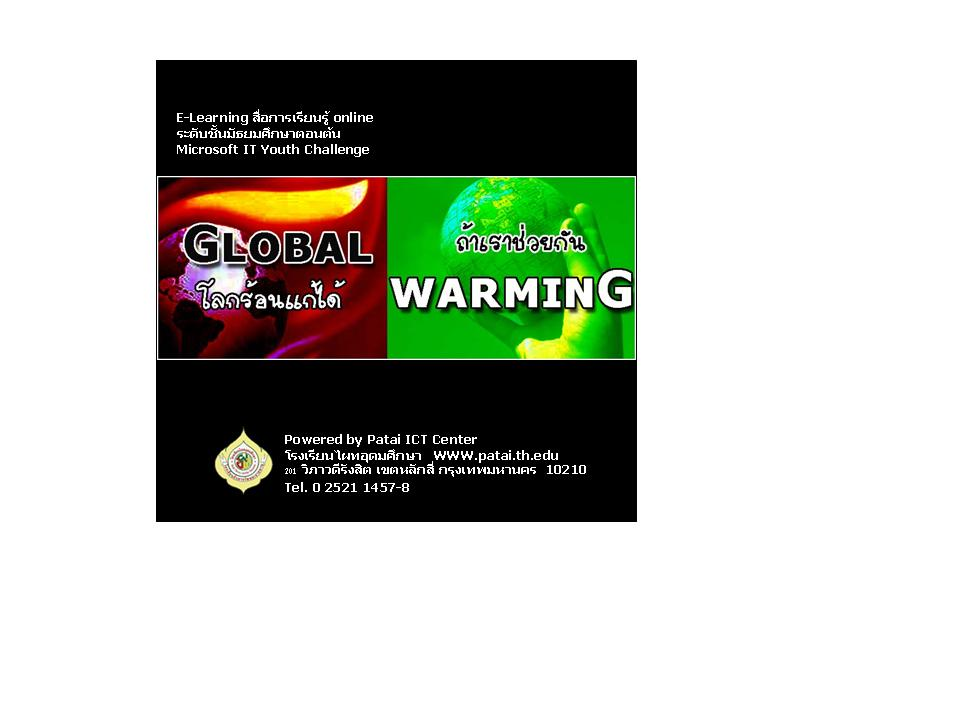 E-Learning สื่อการเรียนรู้ online
ระดับชั้นมัธยมศึกษาตอนต้น
Microsoft IT Youth Challenge
GLOBAL
โลกร้อนแก้ได้
ถ้าเราช่วยกัน
WARMING
Powered by Patai ICT Center
โรงเรียนไผทอุดมศึกษา WWW.patai.th.edu
201 วิภาวดีรังสิต เขตหลักสี่ กรุงเทพมหานคร 10210
Tel. 0 2521 1457-8